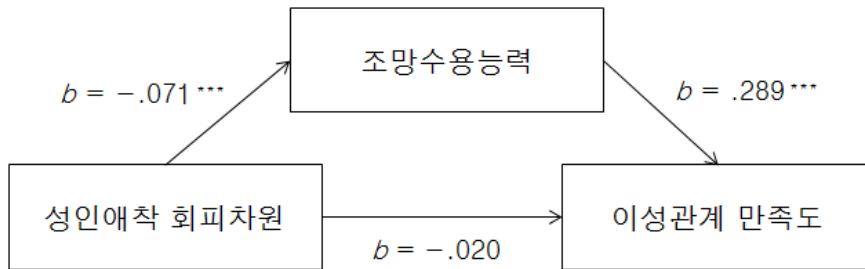 조망수용능력
b = -.071 ***
b = .289 ***
성인애착 회피차원
이성관계 만족도
b = -.020